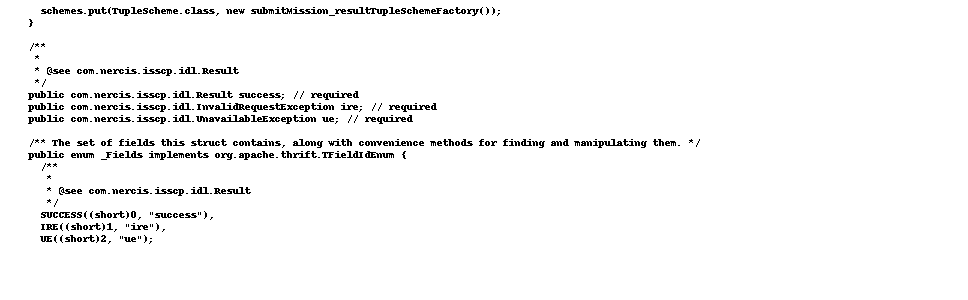 schemes.put(TupleScheme.class, new submitMission_resultTupleSchemeFactory());
}
/**
*
* @see com.nercis.isscp.idl.Result
*/
public com.nercis.isscp.idl.Result success; // required
public com.nercis.isscp.idl.InvalidRequestException ire; // required
public com.nercis.isscp.idl.UnavailableException ue; // required
/** The set of fields this struct contains, along with convenience methods for finding and manipulating them. */
public enum _Fields implements org.apache.thrift.TFieldIdEnum {
/**
*
* @see com.nercis.isscp.idl.Result
*/
SUCCESS((short)0, "success"),
IRE((short)1, "ire"),
UE((short)2, "ue");